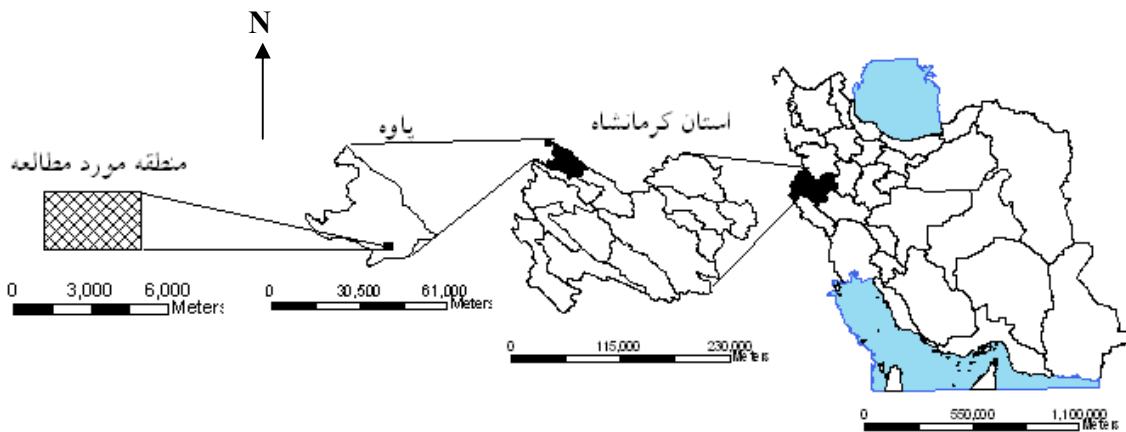 N
استان کرمانشاه
پاوه
منطقه مورد مطالعه
0 3,000 6,000
Meters
0 30,500 61,000
Meters
0 115,000 230,000
Meters
0 550,000 1,100,000
Meters